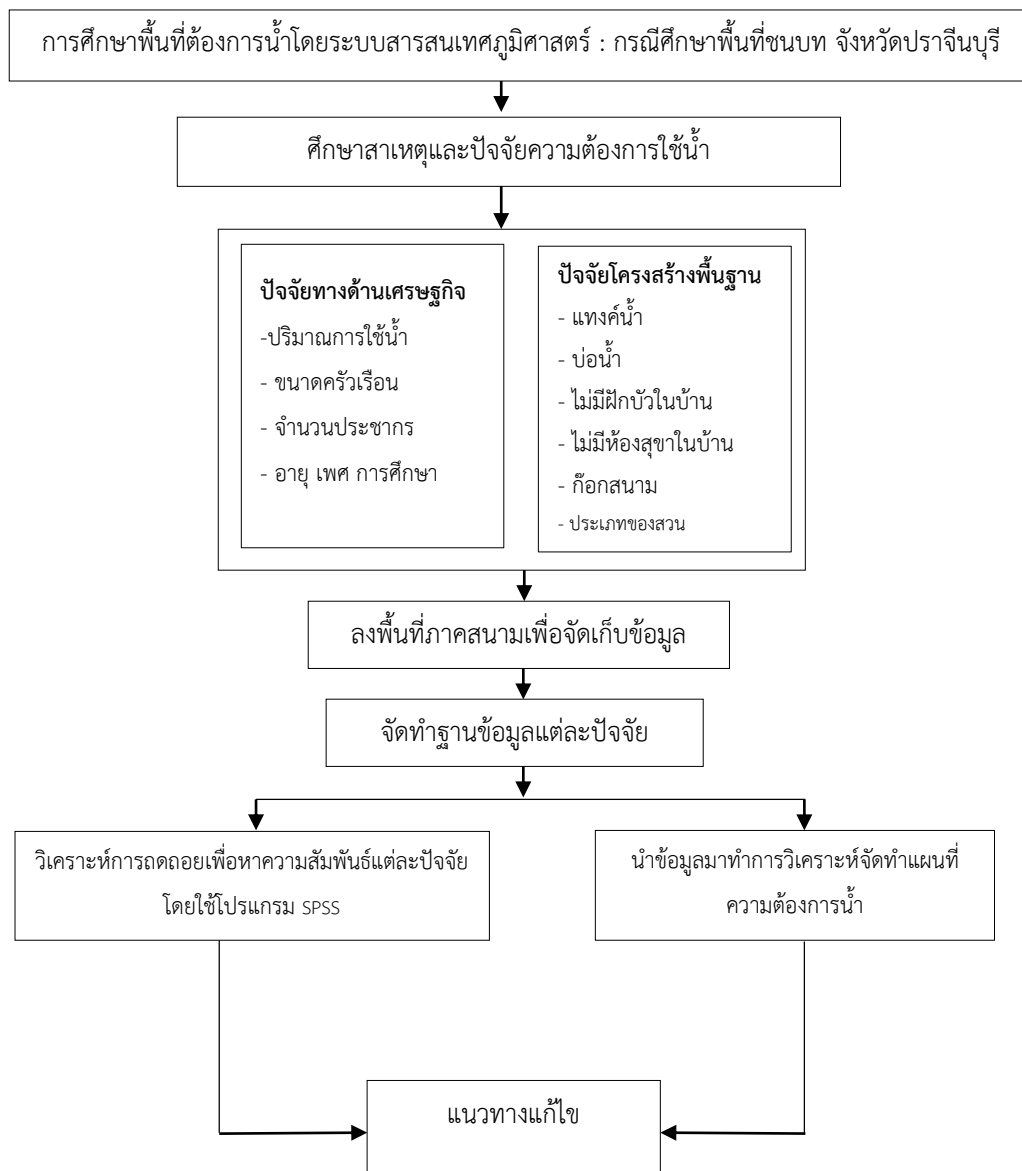 การศึกษาพื้นที่ต้องการน้ำโดยระบบสารสนเทศภูมิศาสตร์ : กรณีศึกษาพื้นที่ชนบท จังหวัดปราจีนบุรี
ศึกษาสาเหตุและปัจจัยความต้องการใช้น้ำ
ปัจจัยทางด้านเศรษฐกิจ
-ปริมาณการใช้น้ำ
- ขนาดครัวเรือน
- จำนวนประชากร
- อายุ เพศ การศึกษา
ปัจจัยโครงสร้างพื้นฐาน
- แทงค์น้ำ
- บ่อน้ำ
- ไม่มีฝักบัวในบ้าน
- ไม่มีห้องสุขาในบ้าน
- ก๊อกสนาม
- ประเภทของสวน
ลงพื้นที่ภาคสนามเพื่อจัดเก็บข้อมูล
จัดทำฐานข้อมูลแต่ละปัจจัย
วิเคราะห์การถดถอยเพื่อหาความสัมพันธ์แต่ละปัจจัย
โดยใช้โปรแกรม SPSS
นำข้อมูลมาทำการวิเคราะห์จัดทำแผนที่
ความต้องการน้ำ
แนวทางแก้ไข